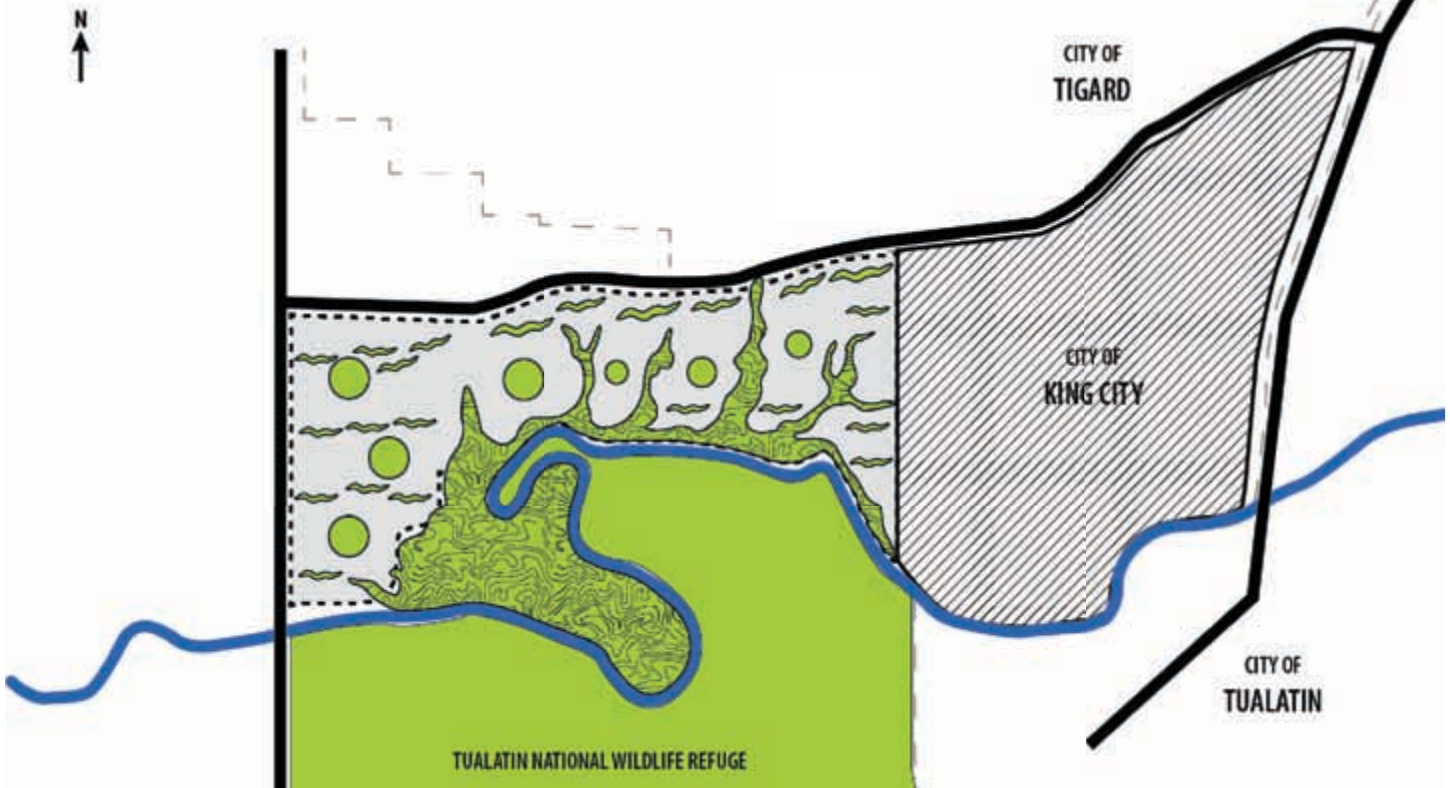 N
CITY OF
TIGARD
CITY OF
KING CITY
CITY OF
TUALATIN
TUALATIN NATIONAL WILDLIFE REFUGE